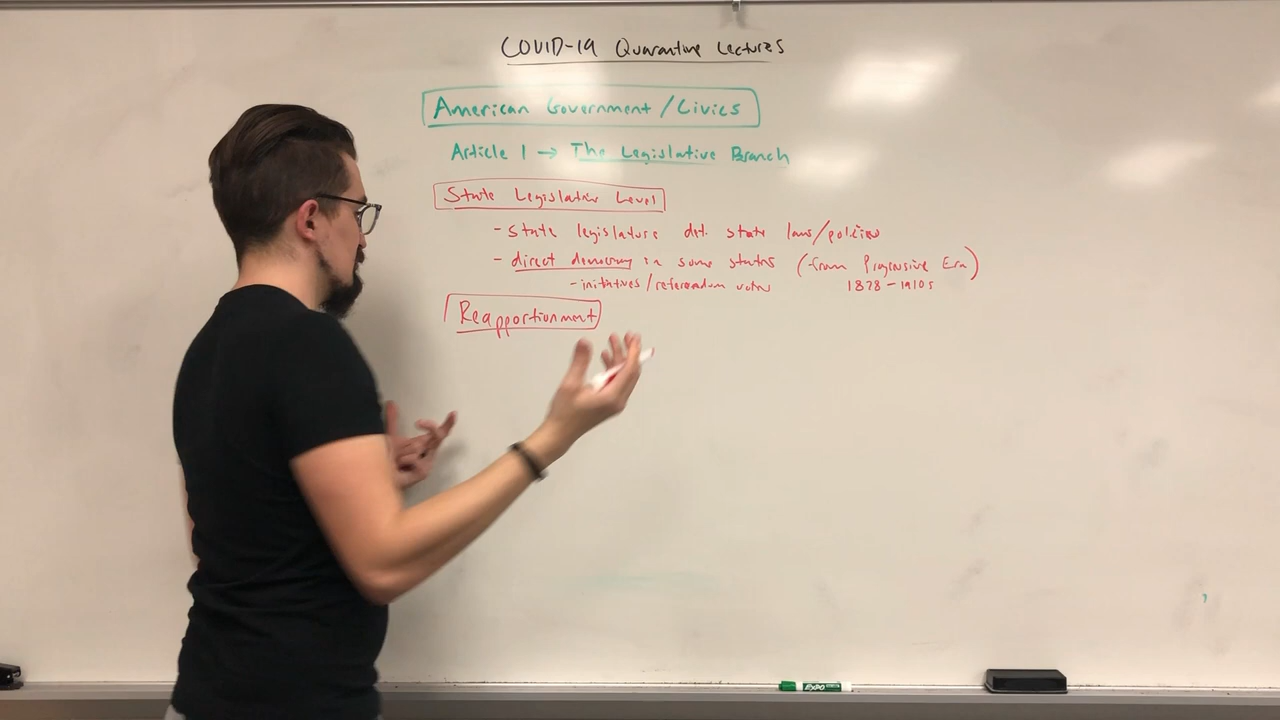 COVID-19 Quarantine Lectures
American Government/Civics
Article 1 → The Legislative Branch
State Legislative Level
- state legislature det. state laws/policies
- direct democracy in some states (from Progressive Era)
- initiatives/referendum votes 1878-1910s
Reapportionment
EXPO